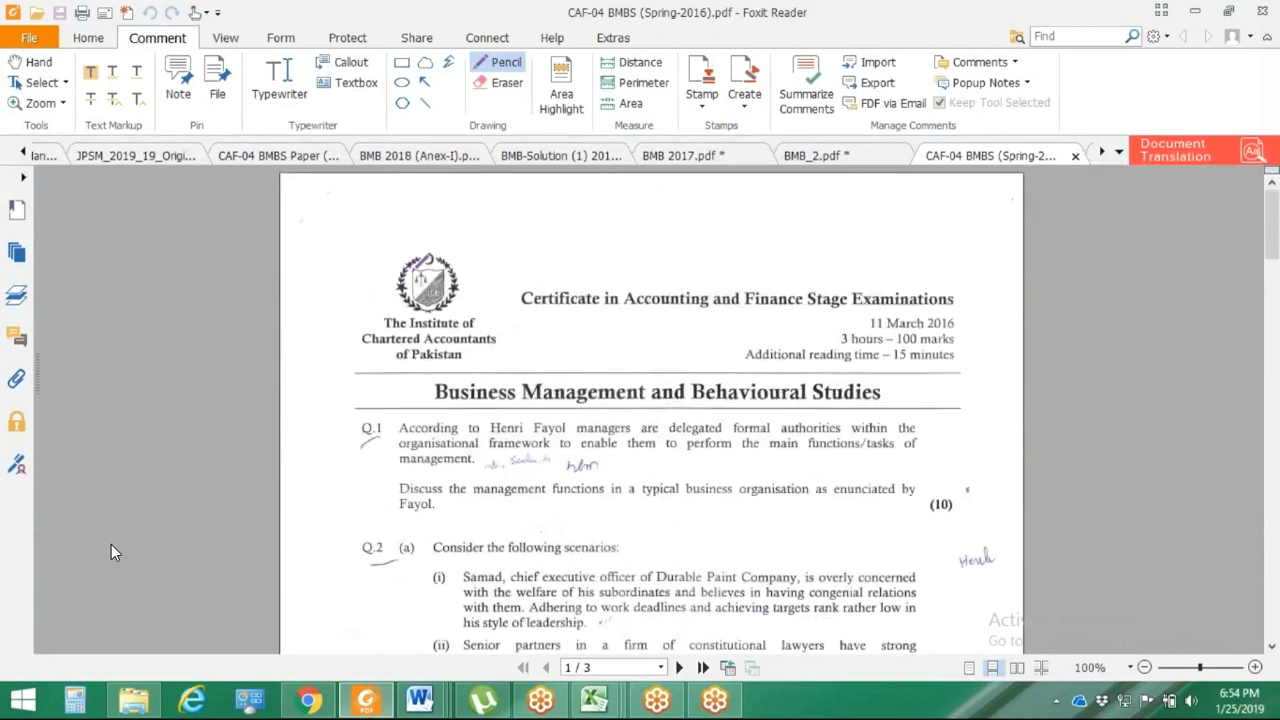 CAF-04 BMBS (Spring-2016).pdf - Foxit Reader
File Home Comment View Form Protect Share Connect Help Extras Find
Hand
Select
Zoom
Tools
Text Markup
Note
File
Pin
Typewriter
Callout
Textbox
Typewriter
Pencil
Eraser
Drawing
Area
Highlight
Distance
Perimeter
Area
Measure
Stamp
Create
Stamps
Summarize
Comments
Import
Export
FDF via Email
Comments
Popup Notes
Keep Tool Selected
Manage Comments
lan... JPSM_2019_19_Origi... CAF-04 BMBS Paper (... BMB 2018 (Anex-I).p... BMB-Solution (1) 201... BMB 2017.pdf * BMB_2.pdf * CAF-04 BMBS (Spring-2...
Document
Translation
The Institute of
Chartered Accountants
of Pakistan
Certificate in Accounting and Finance Stage Examinations
11 March 2016
3 hours – 100 marks
Additional reading time – 15 minutes
Business Management and Behavioural Studies
Q.1 According to Henri Fayol managers are delegated formal authorities within the
organisational framework to enable them to perform the main functions/tasks of
management.
Discuss the management functions in a typical business organisation as enunciated by
Fayol. (10)
Q.2 (a) Consider the following scenarios:
(i) Samad, chief executive officer of Durable Paint Company, is overly concerned
with the welfare of his subordinates and believes in having congenial relations
with them. Adhering to work deadlines and achieving targets rank rather low in
his style of leadership.
(ii) Senior partners in a firm of constitutional lawyers have strong
Acti
Go to
1 / 3
100%
6:54 PM
1/25/2019